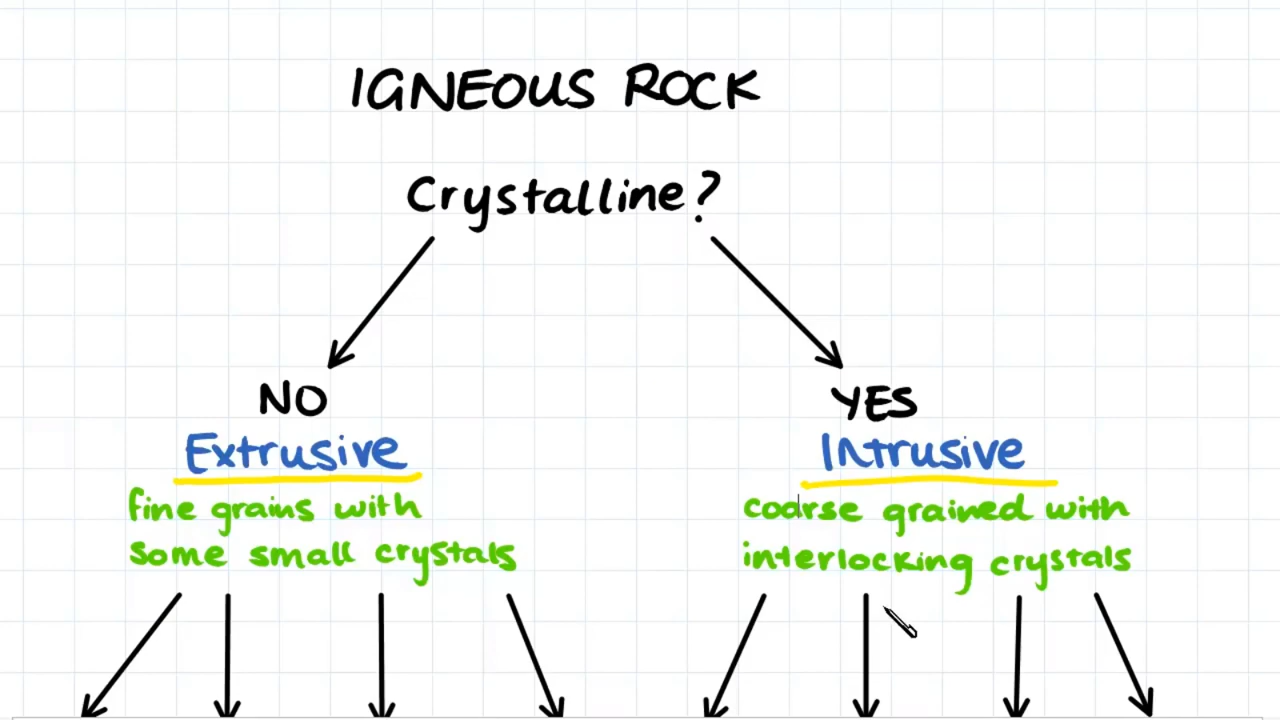 IGNEOUS ROCK
Crystalline?
NO
Extrusive
fine grains with
some small crystals
YES
Intrusive
coarse grained with
interlocking crystals